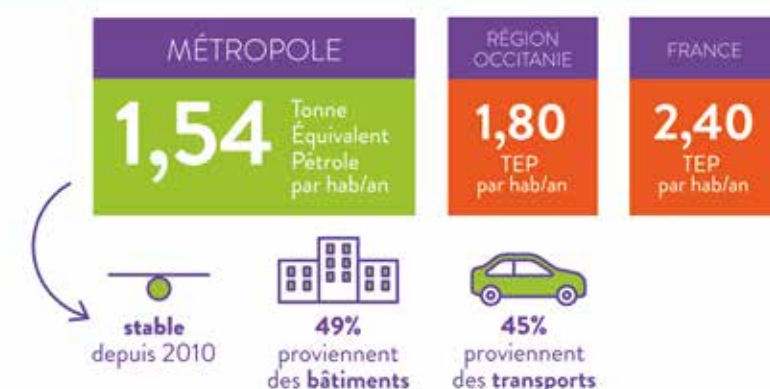 MÉTROPOLE
1,54
Tonne
Équivalent
Pétrole
par hab/an
RÉGION
OCCITANIE
1,80
TEP
par hab/an
FRANCE
2,40
TEP
par hab/an
stable
depuis 2010
49%
proviennent
des bâtiments
45%
proviennent
des transports